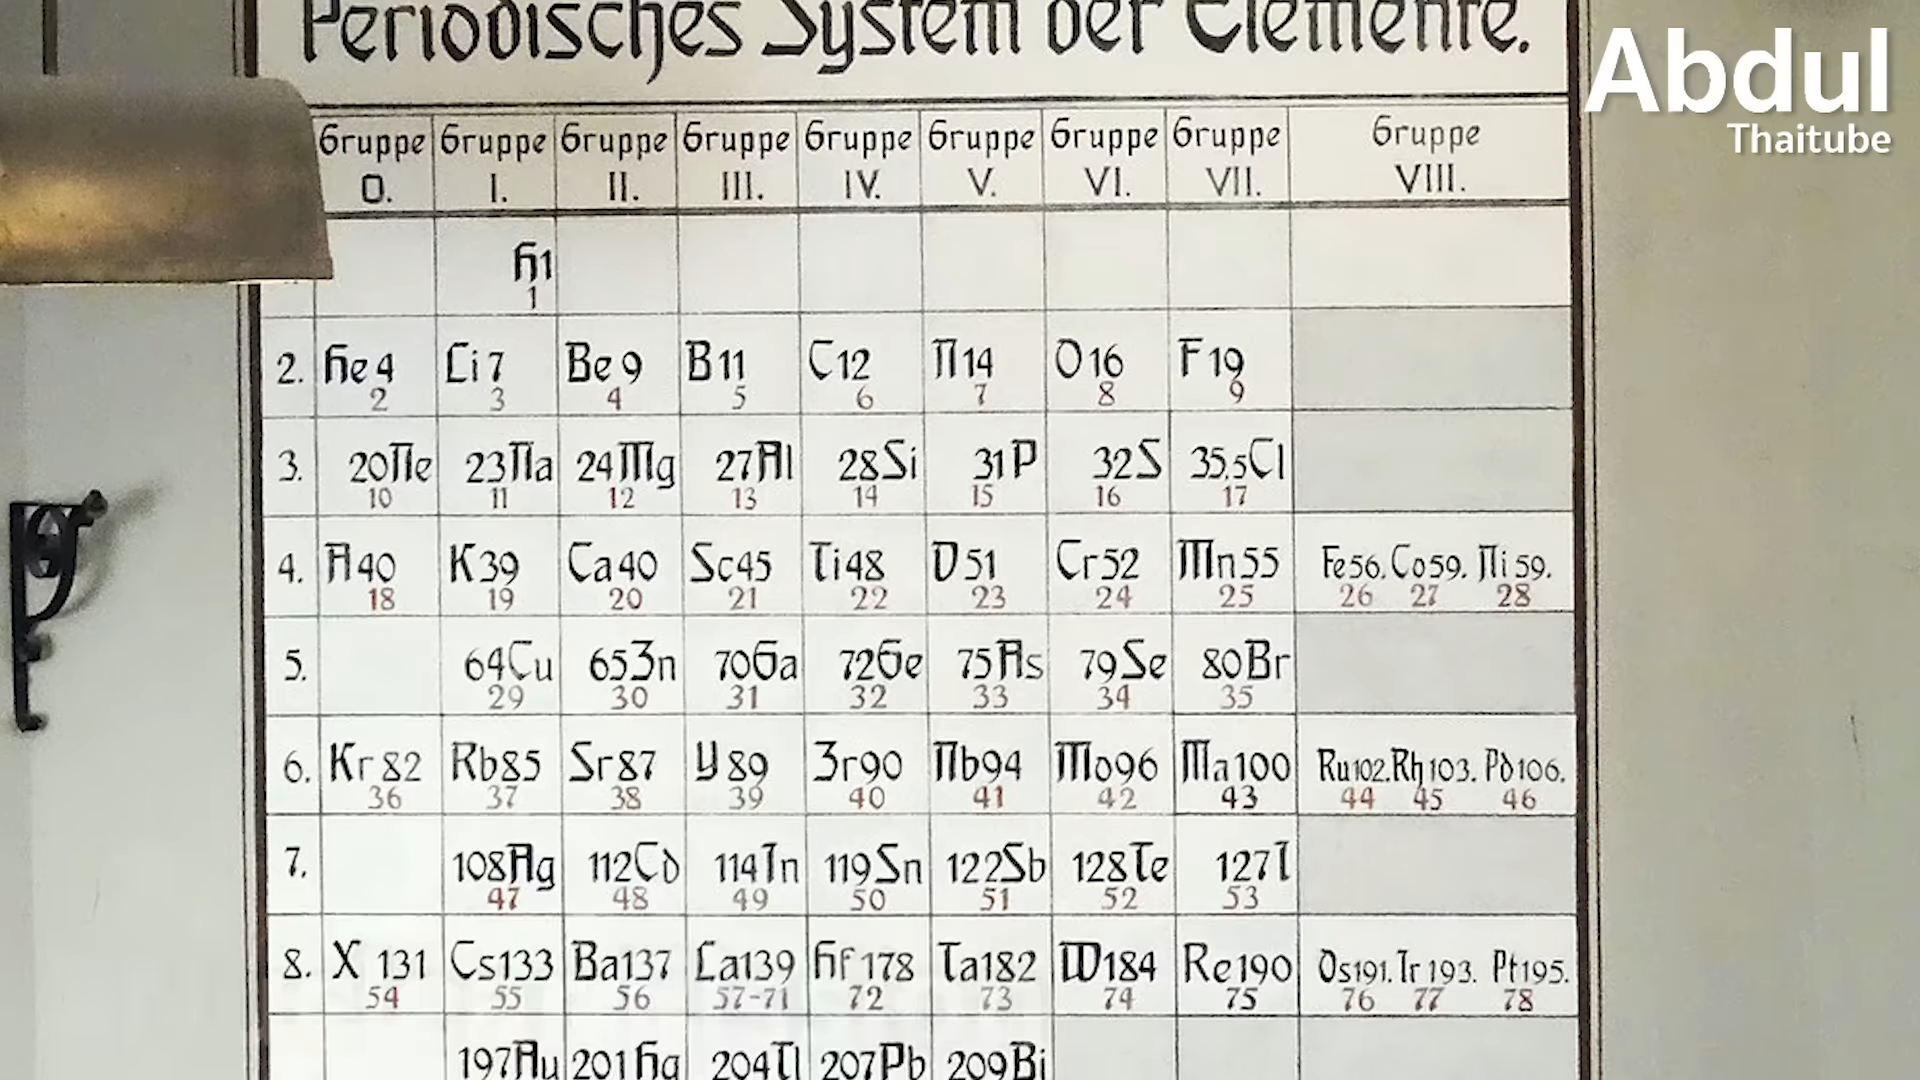 Periodisches System der Elemente.
Abdul
Thaitube
Gruppe Gruppe Gruppe Gruppe Gruppe Gruppe Gruppe Gruppe Gruppe
0. I. II. III. IV. V. VI. VII. VIII.
H1
1
2. He 4 Li 7 Be 9 B 11 C 12 N 14 O 16 F 19
2 3 4 5 6 7 8 9
3. 20 Ne 23 Na 24 Mg 27 Al 28 Si 31 P 32 S 35,5 Cl
10 11 12 13 14 15 16 17
4. A 40 K 39 Ca 40 Sc 45 Ti 48 V 51 Cr 52 Mn 55 Fe 56. Co 59. Ni 59.
18 19 20 21 22 23 24 25 26 27 28
5. 64 Cu 65 Zn 70 Ga 72 Ge 75 As 79 Se 80 Br
29 30 31 32 33 34 35
6. Kr 82 Rb 85 Sr 87 Y 89 Zr 90 Nb 94 Mo 96 Ma 100 Ru 102. Rh 103. Pd 106.
36 37 38 39 40 41 42 43 44 45 46
7. 108 Ag 112 Cd 114 In 119 Sn 122 Sb 128 Te 127 I
47 48 49 50 51 52 53
8. X 131 Cs 133 Ba 137 La 139 Hf 178 Ta 182 W 184 Re 190 Os 191. Ir 193. Pt 195.
54 55 56 57-71 72 73 74 75 76 77 78
197 Au 201 Hg 204 Tl 207 Pb 209 Bi